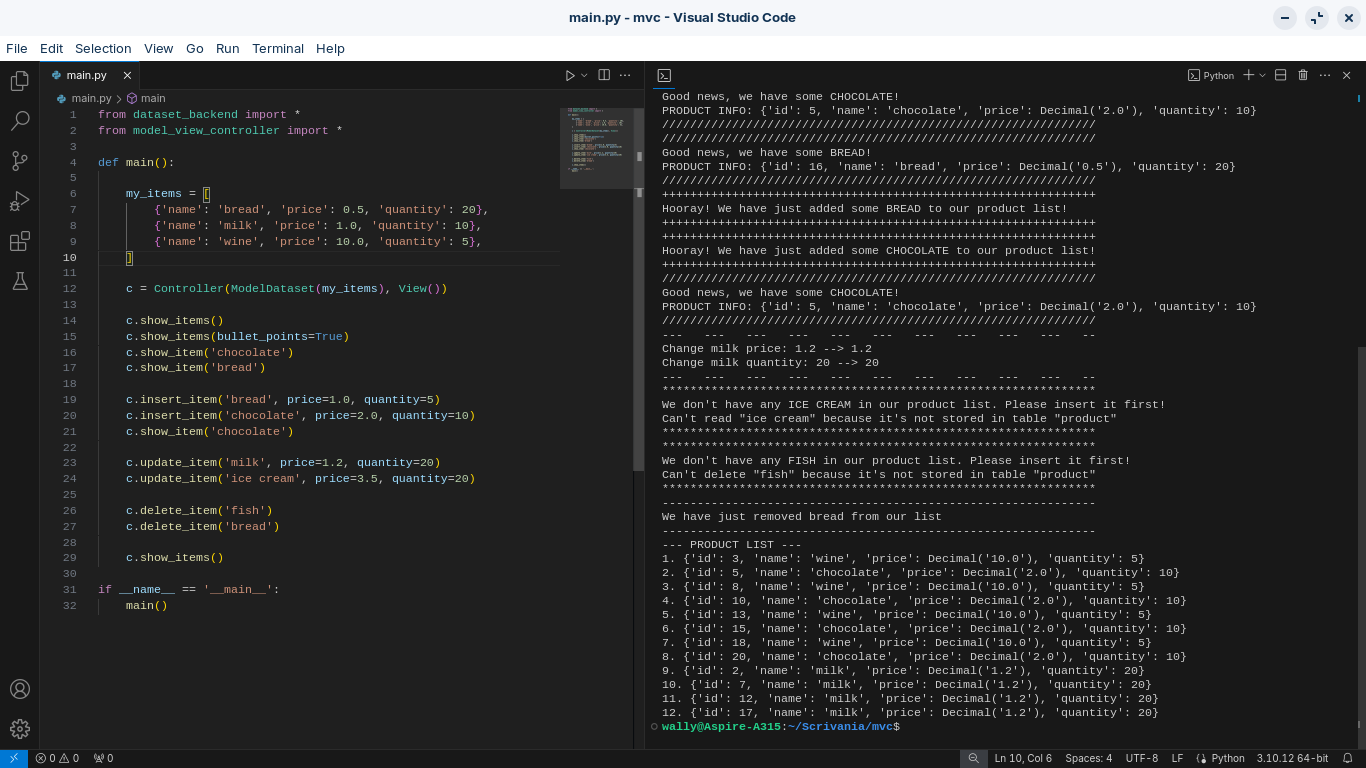 main.py - mvc - Visual Studio Code
File Edit Selection View Go Run Terminal Help
main.py
main.py > main
1 from dataset_backend import *
2 from model_view_controller import *
3
4 def main():
5
6     my_items = [
7         {'name': 'bread', 'price': 0.5, 'quantity': 20},
8         {'name': 'milk', 'price': 1.0, 'quantity': 10},
9         {'name': 'wine', 'price': 10.0, 'quantity': 5},
10     ]
11
12     c = Controller(ModelDataset(my_items), View())
13
14     c.show_items()
15     c.show_items(bullet_points=True)
16     c.show_item('chocolate')
17     c.show_item('bread')
18
19     c.insert_item('bread', price=1.0, quantity=5)
20     c.insert_item('chocolate', price=2.0, quantity=10)
21     c.show_item('chocolate')
22
23     c.update_item('milk', price=1.2, quantity=20)
24     c.update_item('ice cream', price=3.5, quantity=20)
25
26     c.delete_item('fish')
27     c.delete_item('bread')
28
29     c.show_items()
30
31 if __name__ == '__main__':
32     main()
Python
Good news, we have some CHOCOLATE!
PRODUCT INFO: {'id': 5, 'name': 'chocolate', 'price': Decimal('2.0'), 'quantity': 10}
//////////////////////////////////////////////////////////////
//////////////////////////////////////////////////////////////
Good news, we have some BREAD!
PRODUCT INFO: {'id': 16, 'name': 'bread', 'price': Decimal('0.5'), 'quantity': 20}
//////////////////////////////////////////////////////////////
++++++++++++++++++++++++++++++++++++++++++++++++++++++++++++++
Hooray! We have just added some BREAD to our product list!
++++++++++++++++++++++++++++++++++++++++++++++++++++++++++++++
++++++++++++++++++++++++++++++++++++++++++++++++++++++++++++++
Hooray! We have just added some CHOCOLATE to our product list!
++++++++++++++++++++++++++++++++++++++++++++++++++++++++++++++
//////////////////////////////////////////////////////////////
Good news, we have some CHOCOLATE!
PRODUCT INFO: {'id': 5, 'name': 'chocolate', 'price': Decimal('2.0'), 'quantity': 10}
//////////////////////////////////////////////////////////////
---   ---   ---   ---   ---   ---   ---   ---   ---   ---   --
Change milk price: 1.2 --> 1.2
Change milk quantity: 20 --> 20
---   ---   ---   ---   ---   ---   ---   ---   ---   ---   --
**************************************************************
We don't have any ICE CREAM in our product list. Please insert it first!
Can't read "ice cream" because it's not stored in table "product"
**************************************************************
**************************************************************
We don't have any FISH in our product list. Please insert it first!
Can't delete "fish" because it's not stored in table "product"
**************************************************************
--------------------------------------------------------------
We have just removed bread from our list
--------------------------------------------------------------
--- PRODUCT LIST ---
1. {'id': 3, 'name': 'wine', 'price': Decimal('10.0'), 'quantity': 5}
2. {'id': 5, 'name': 'chocolate', 'price': Decimal('2.0'), 'quantity': 10}
3. {'id': 8, 'name': 'wine', 'price': Decimal('10.0'), 'quantity': 5}
4. {'id': 10, 'name': 'chocolate', 'price': Decimal('2.0'), 'quantity': 10}
5. {'id': 13, 'name': 'wine', 'price': Decimal('10.0'), 'quantity': 5}
6. {'id': 15, 'name': 'chocolate', 'price': Decimal('2.0'), 'quantity': 10}
7. {'id': 18, 'name': 'wine', 'price': Decimal('10.0'), 'quantity': 5}
8. {'id': 20, 'name': 'chocolate', 'price': Decimal('2.0'), 'quantity': 10}
9. {'id': 2, 'name': 'milk', 'price': Decimal('1.2'), 'quantity': 20}
10. {'id': 7, 'name': 'milk', 'price': Decimal('1.2'), 'quantity': 20}
11. {'id': 12, 'name': 'milk', 'price': Decimal('1.2'), 'quantity': 20}
12. {'id': 17, 'name': 'milk', 'price': Decimal('1.2'), 'quantity': 20}
wally@Aspire-A315:~/Scrivania/mvc$
0 0 0 Ln 10, Col 6 Spaces: 4 UTF-8 LF Python 3.10.12 64-bit